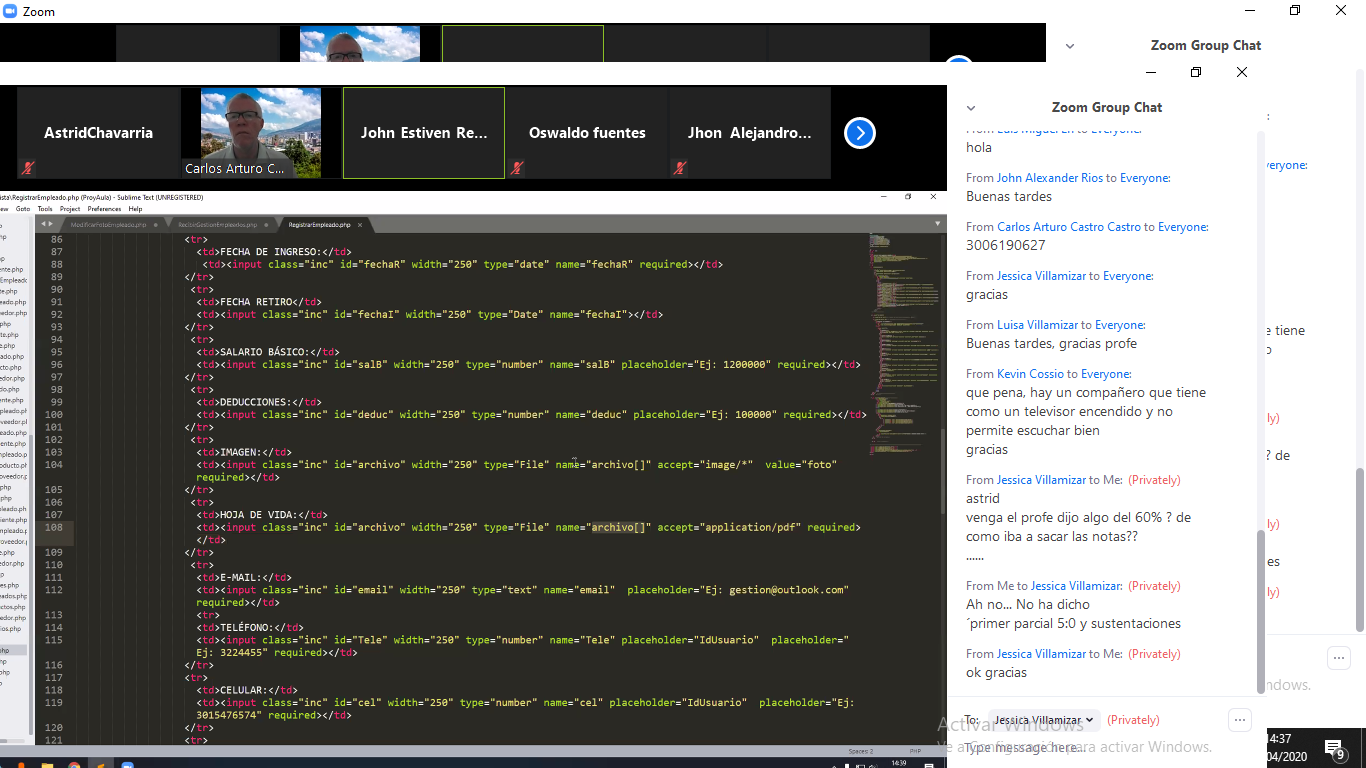 Zoom
Zoom Group Chat
AstridChavarria
Carlos Arturo C...
John Estiven Re...
Oswaldo fuentes
Jhon Alejandro...
ista\RegistrarEmpleado.php (ProyAula) - Sublime Text (UNREGISTERED)
ew Goto Tools Project Preferences Help
ModificarFotoEmpleado.php
RegistrarEmpleado.php
86 <tr>
87 <td>FECHA DE INGRESO:</td>
88 <td><input class="inc" id="fechaR" width="250" type="date" name="fechaR" required></td>
89 </tr>
90 <tr>
91 <td>FECHA RETIRO</td>
92 <td><input class="inc" id="fechaI" width="250" type="Date" name="fechaI"></td>
93 </tr>
94 <tr>
95 <td>SALARIO BÁSICO:</td>
96 <td><input class="inc" id="salB" width="250" type="number" name="salB" placeholder="Ej: 1200000" required></td>
97 </tr>
98 <tr>
99 <td>DEDUCCIONES:</td>
100 <td><input class="inc" id="deduc" width="250" type="number" name="deduc" placeholder="Ej: 100000" required></td>
101 </tr>
102 <tr>
103 <td>IMAGEN:</td>
104 <td><input class="inc" id="archivo" width="250" type="File" name="archivo[]" accept="image/*" value="foto"
required></td>
105 </tr>
106 <tr>
107 <td>HOJA DE VIDA:</td>
108 <td><input class="inc" id="archivo" width="250" type="File" name="archivo[]" accept="application/pdf" required>
</td>
109 </tr>
110 <tr>
111 <td>E-MAIL:</td>
112 <td><input class="inc" id="email" width="250" type="text" name="email" placeholder="Ej: gestion@outlook.com"
required></td>
113 <tr>
114 <td>TELÉFONO:</td>
115 <td><input class="inc" id="Tele" width="250" type="number" name="Tele" placeholder="IdUsuario" placeholder="
Ej: 3224455" required></td>
116 </tr>
117 <tr>
118 <td>CELULAR:</td>
119 <td><input class="inc" id="cel" width="250" type="number" name="cel" placeholder="IdUsuario" placeholder="Ej:
3015476574" required></td>
120 </tr>
121 <tr>
Spaces: 2 PHP
14:39
Zoom Group Chat
From Luis Miguel to Everyone:
hola
From John Alexander Rios to Everyone:
Buenas tardes
From Carlos Arturo Castro Castro to Everyone:
3006190627
From Jessica Villamizar to Everyone:
gracias
From Luisa Villamizar to Everyone:
Buenas tardes, gracias profe
From Kevin Cossio to Everyone:
que pena, hay un compañero que tiene
como un televisor encendido y no
permite escuchar bien
gracias
From Jessica Villamizar to Me: (Privately)
astrid
venga el profe dijo algo del 60% ? de
como iba a sacar las notas??
......
From Me to Jessica Villamizar: (Privately)
Ah no... No ha dicho
´primer parcial 5:0 y sustentaciones
From Jessica Villamizar to Me: (Privately)
ok gracias
To: Jessica Villamizar (Privately)
Type message here...
Activar Windows
Ve a Configuración para activar Windows.
veryone:
e tiene
o
ly)
? de
ly)
es
ly)
ndows.
14:37
04/2020
9